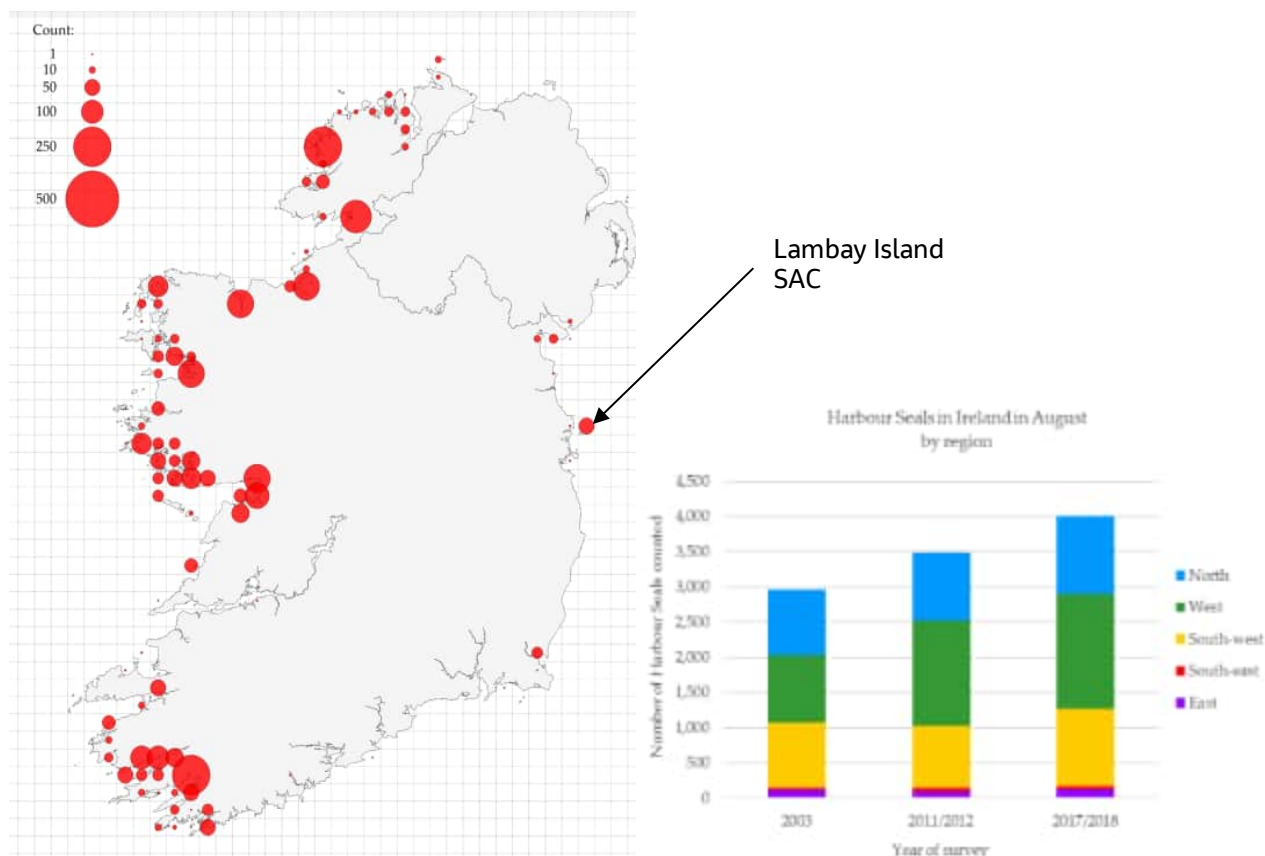 Count:
1
10
50
100
250
500
Lambay Island
SAC
Harbour Seals in Ireland in August
by region
Number of Harbour Seals counted
4,500
4,000
3,500
3,000
2,500
2,000
1,500
1,000
500
0
2003
2011/2012
2017/2018
Year of survey
North
West
South-west
South-east
East